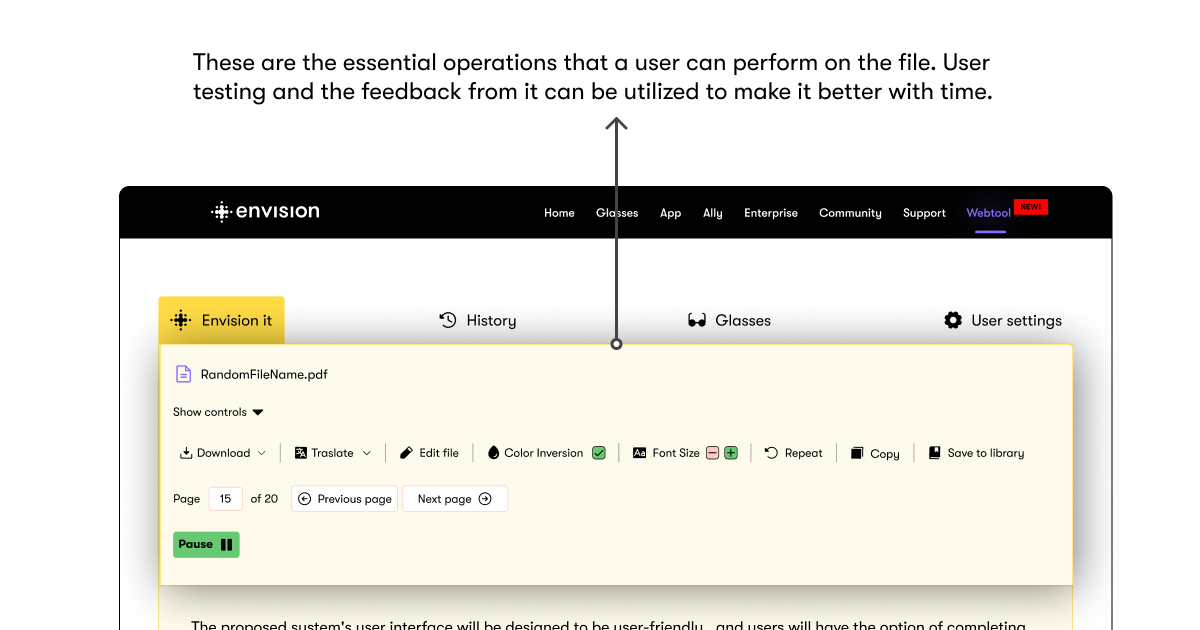 These are the essential operations that a user can perform on the file. User
testing and the feedback from it can be utilized to make it better with time.
envision Home Glasses App Ally Enterprise Community Support Webtool NEW!
Envision it History Glasses User settings
RandomFileName.pdf
Show controls
Download Traslate Edit file Color Inversion Aa Font Size Repeat Copy Save to library
Page 15 of 20 Previous page Next page
Pause
The proposed system's user interface will be designed to be user-friendly, and users will have the option of completing